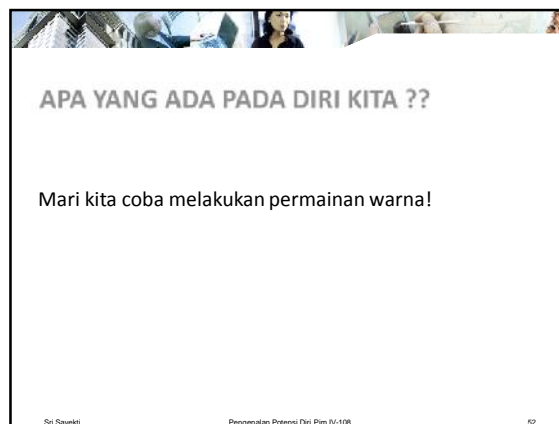 APA YANG ADA PADA DIRI KITA ??
Mari kita coba melakukan permainan warna!
Sri Sayekti Pengenalan Potensi Diri Pim IV-108 52